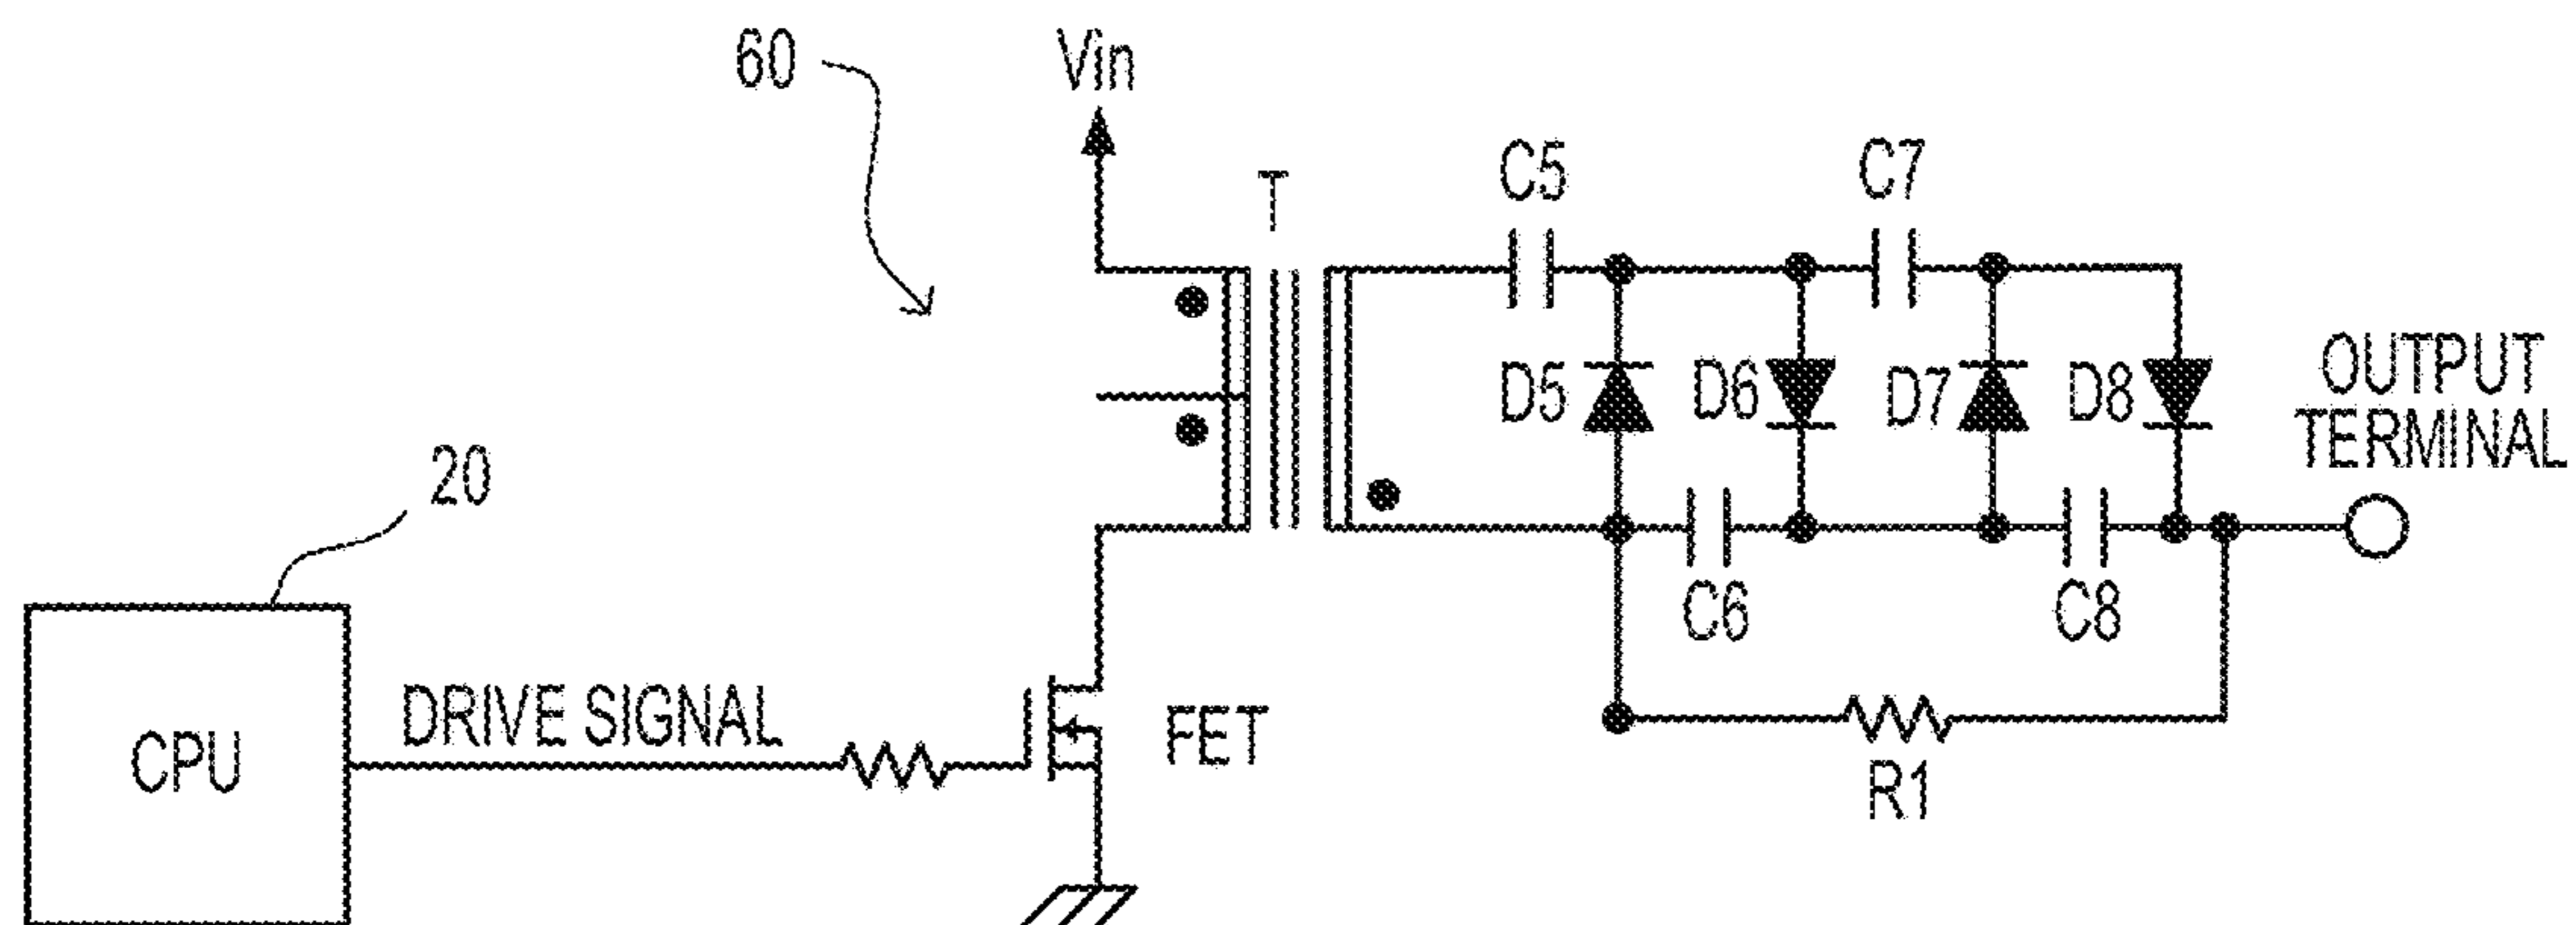 60
Vin
T
C5
C7
D5
D6
D7
D8
OUTPUT
TERMINAL
20
C6
C8
CPU
DRIVE SIGNAL
FET
R1